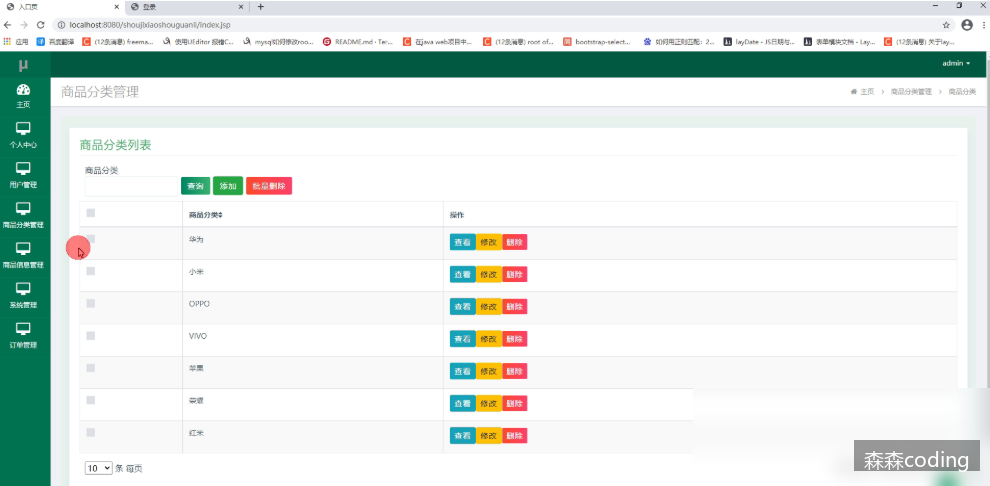 入口页
登录
localhost:8080/shoujixiaoshouguanli/index.jsp
应用 百度翻译 (12条消息) freema... 使用UEditor 报错C... mysql如何修改roo... README.md · Ter... 在java web项目中... (12条消息) root of... bootstrap-select... 如何用正则匹配：2... layDate - JS日期与... 表单模块文档 - Lay... (12条消息) 关于lay...
µ
admin
商品分类管理
主页 > 商品分类管理 > 商品分类
主页
个人中心
用户管理
商品分类管理
商品信息管理
系统管理
订单管理
商品分类列表
商品分类
查询 添加 批量删除
商品分类 操作
华为 查看 修改 删除
小米 查看 修改 删除
OPPO 查看 修改 删除
VIVO 查看 修改 删除
苹果 查看 修改 删除
荣耀 查看 修改 删除
红米 查看 修改 删除
10 条 每页
森森coding